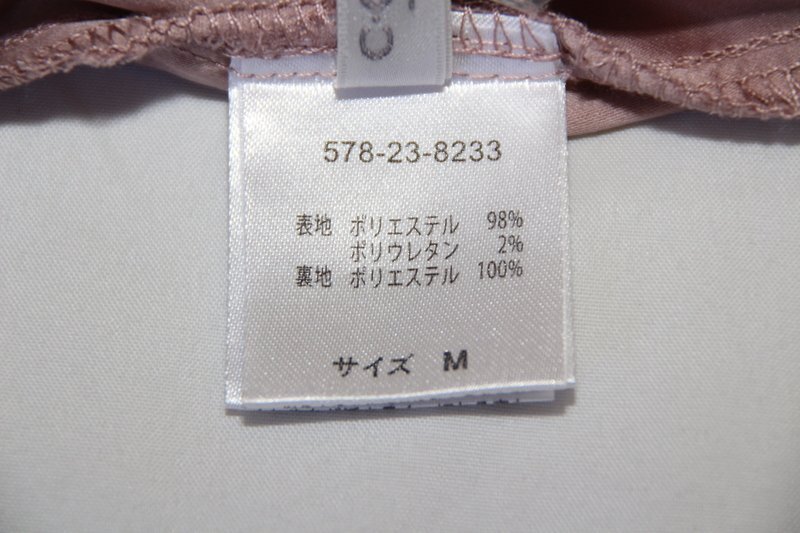 578-23-8233
表地 ポリエステル 98%
ポリウレタン 2%
裏地 ポリエステル 100%
サイズ M